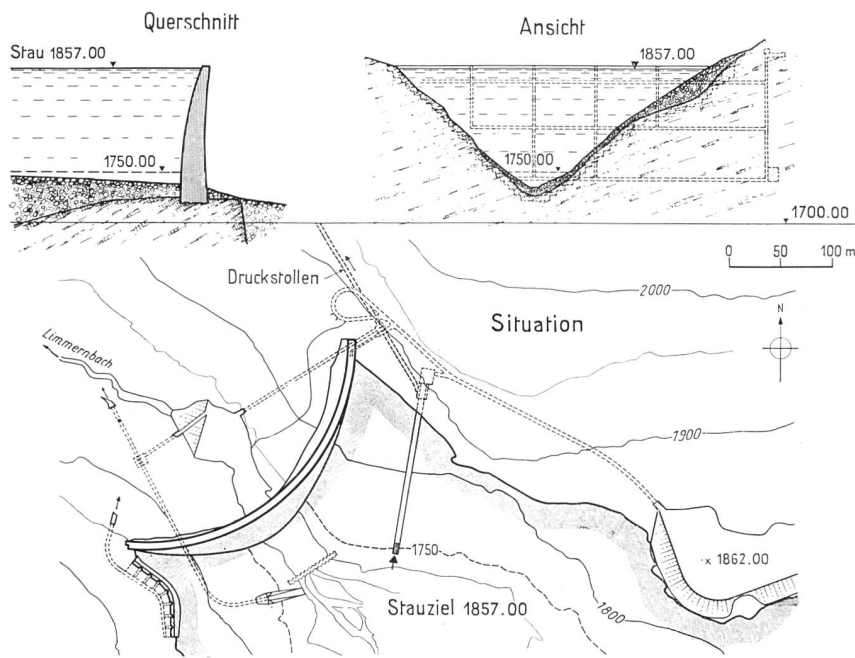 Querschnitt
Ansicht
Stau 1857.00
1857.00
1750.00
1750.00
1700.00
0 50 100 m
Druckstollen
2000
Situation
N
Limmernbach
1900
1750
x 1862.00
Stauziel 1857.00
1800